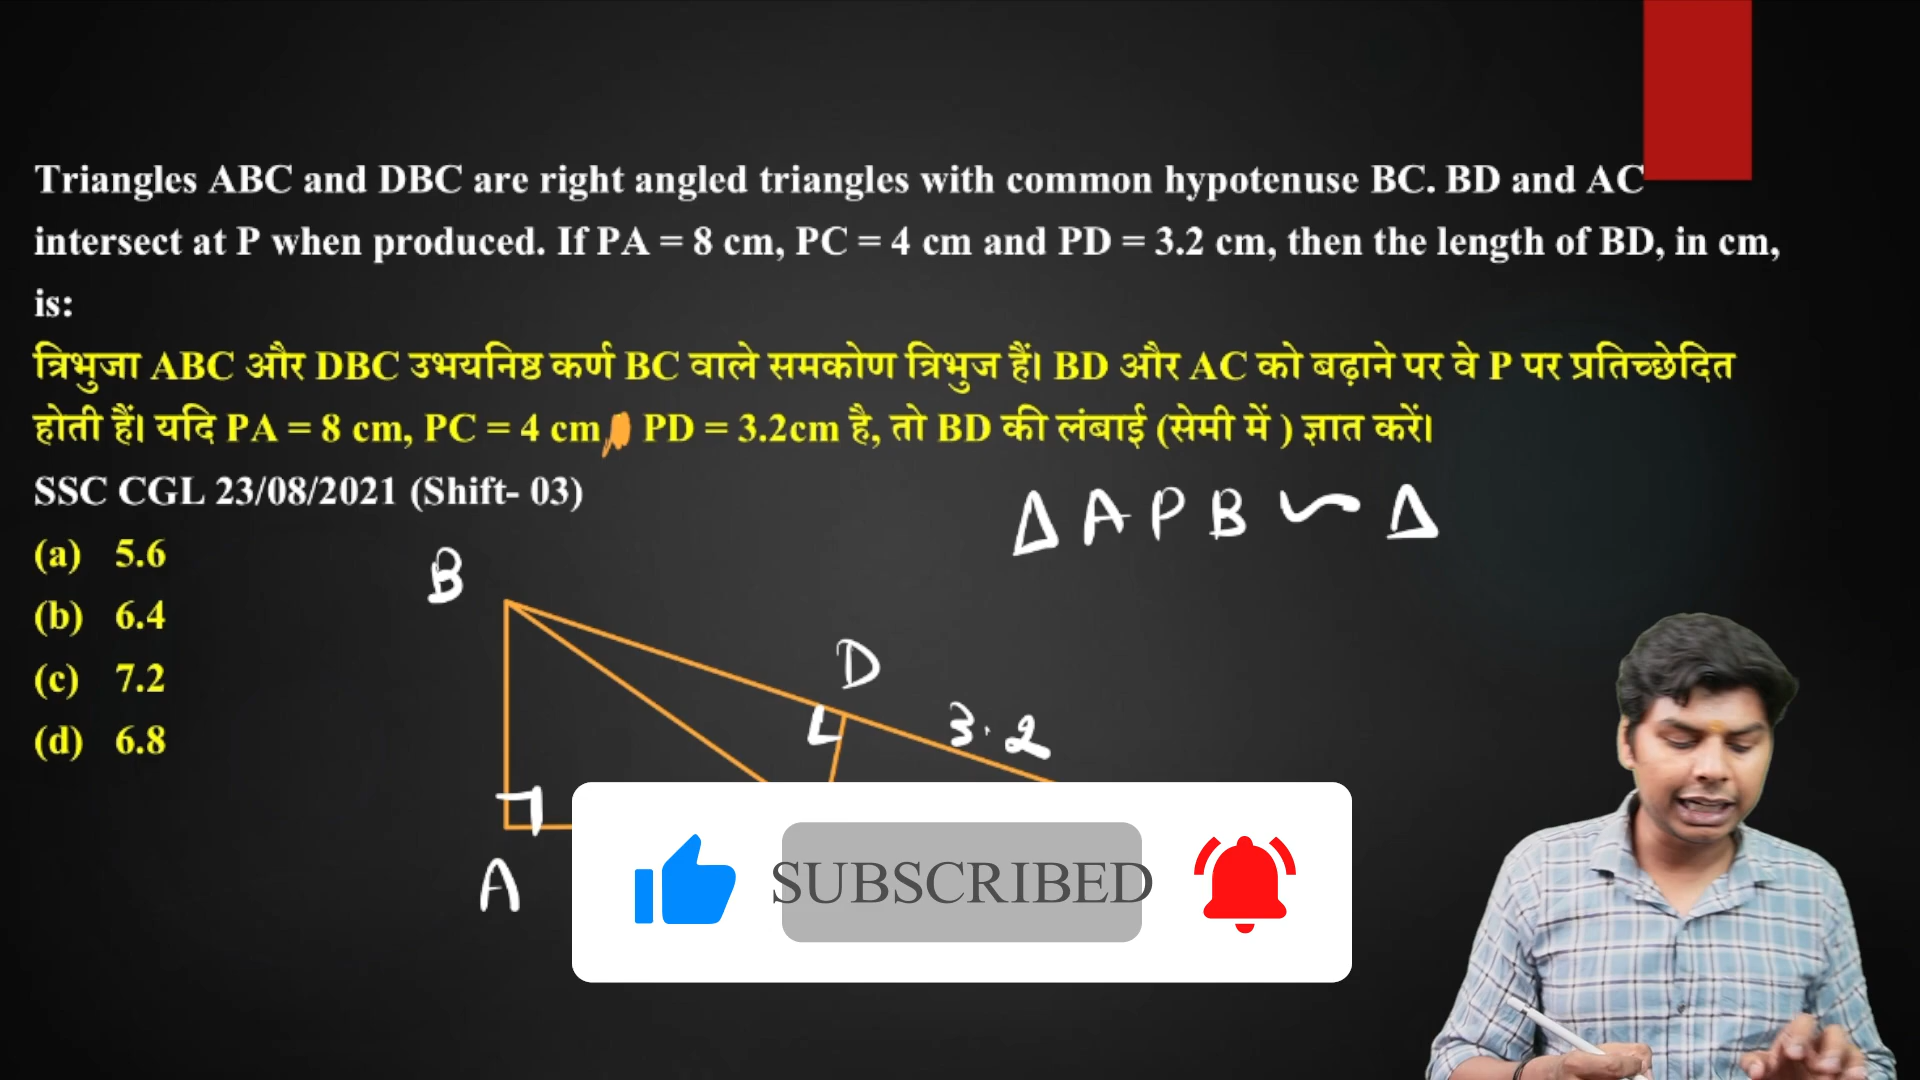 Triangles ABC and DBC are right angled triangles with common hypotenuse BC. BD and AC
intersect at P when produced. If PA = 8 cm, PC = 4 cm and PD = 3.2 cm, then the length of BD, in cm,
is:
त्रिभुजा ABC और DBC उभयनिष्ठ कर्ण BC वाले समकोण त्रिभुज हैं। BD और AC को बढ़ाने पर वे P पर प्रतिच्छेदित
होती हैं। यदि PA = 8 cm, PC = 4 cm, PD = 3.2cm है, तो BD की लंबाई (सेमी में ) ज्ञात करें।
SSC CGL 23/08/2021 (Shift- 03)
Δ A P B ~ Δ
(a) 5.6
(b) 6.4
(c) 7.2
(d) 6.8
B
D
3.2
A
SUBSCRIBED